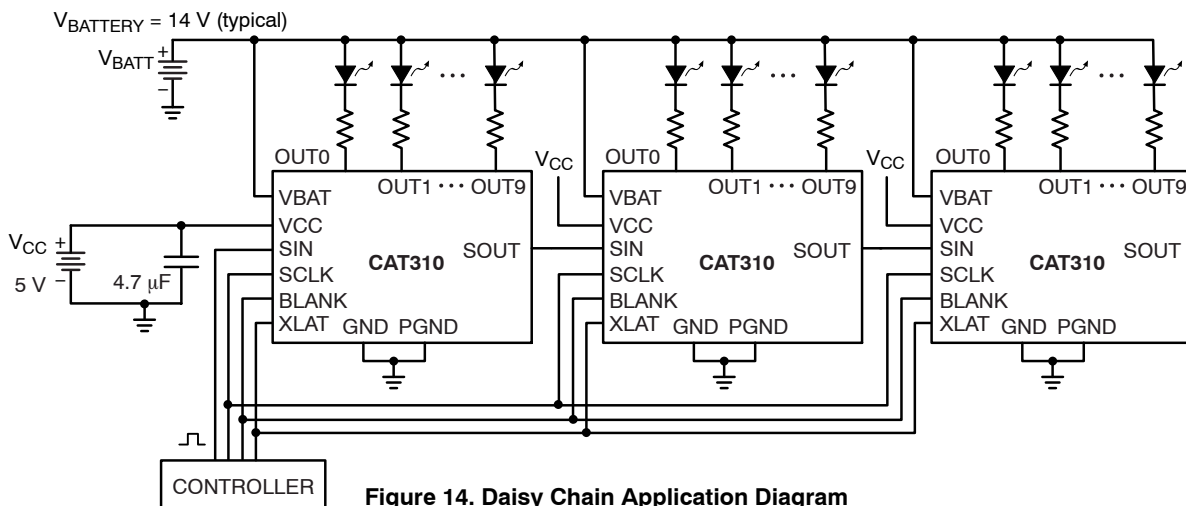 VBATTERY = 14 V (typical)
VBATT
+
−
OUT0
OUT1 ··· OUT9
VBAT
VCC
SIN
SCLK
BLANK
XLAT
SOUT
CAT310
GND PGND
VCC
+
5 V −
4.7 μF
VCC
OUT0
OUT1 ··· OUT9
VBAT
VCC
SIN
SCLK
BLANK
XLAT
SOUT
CAT310
GND PGND
VCC
OUT0
OUT1 ··· OUT9
VBAT
VCC
SIN
SCLK
BLANK
XLAT
SOUT
CAT310
GND PGND
CONTROLLER
Figure 14. Daisy Chain Application Diagram